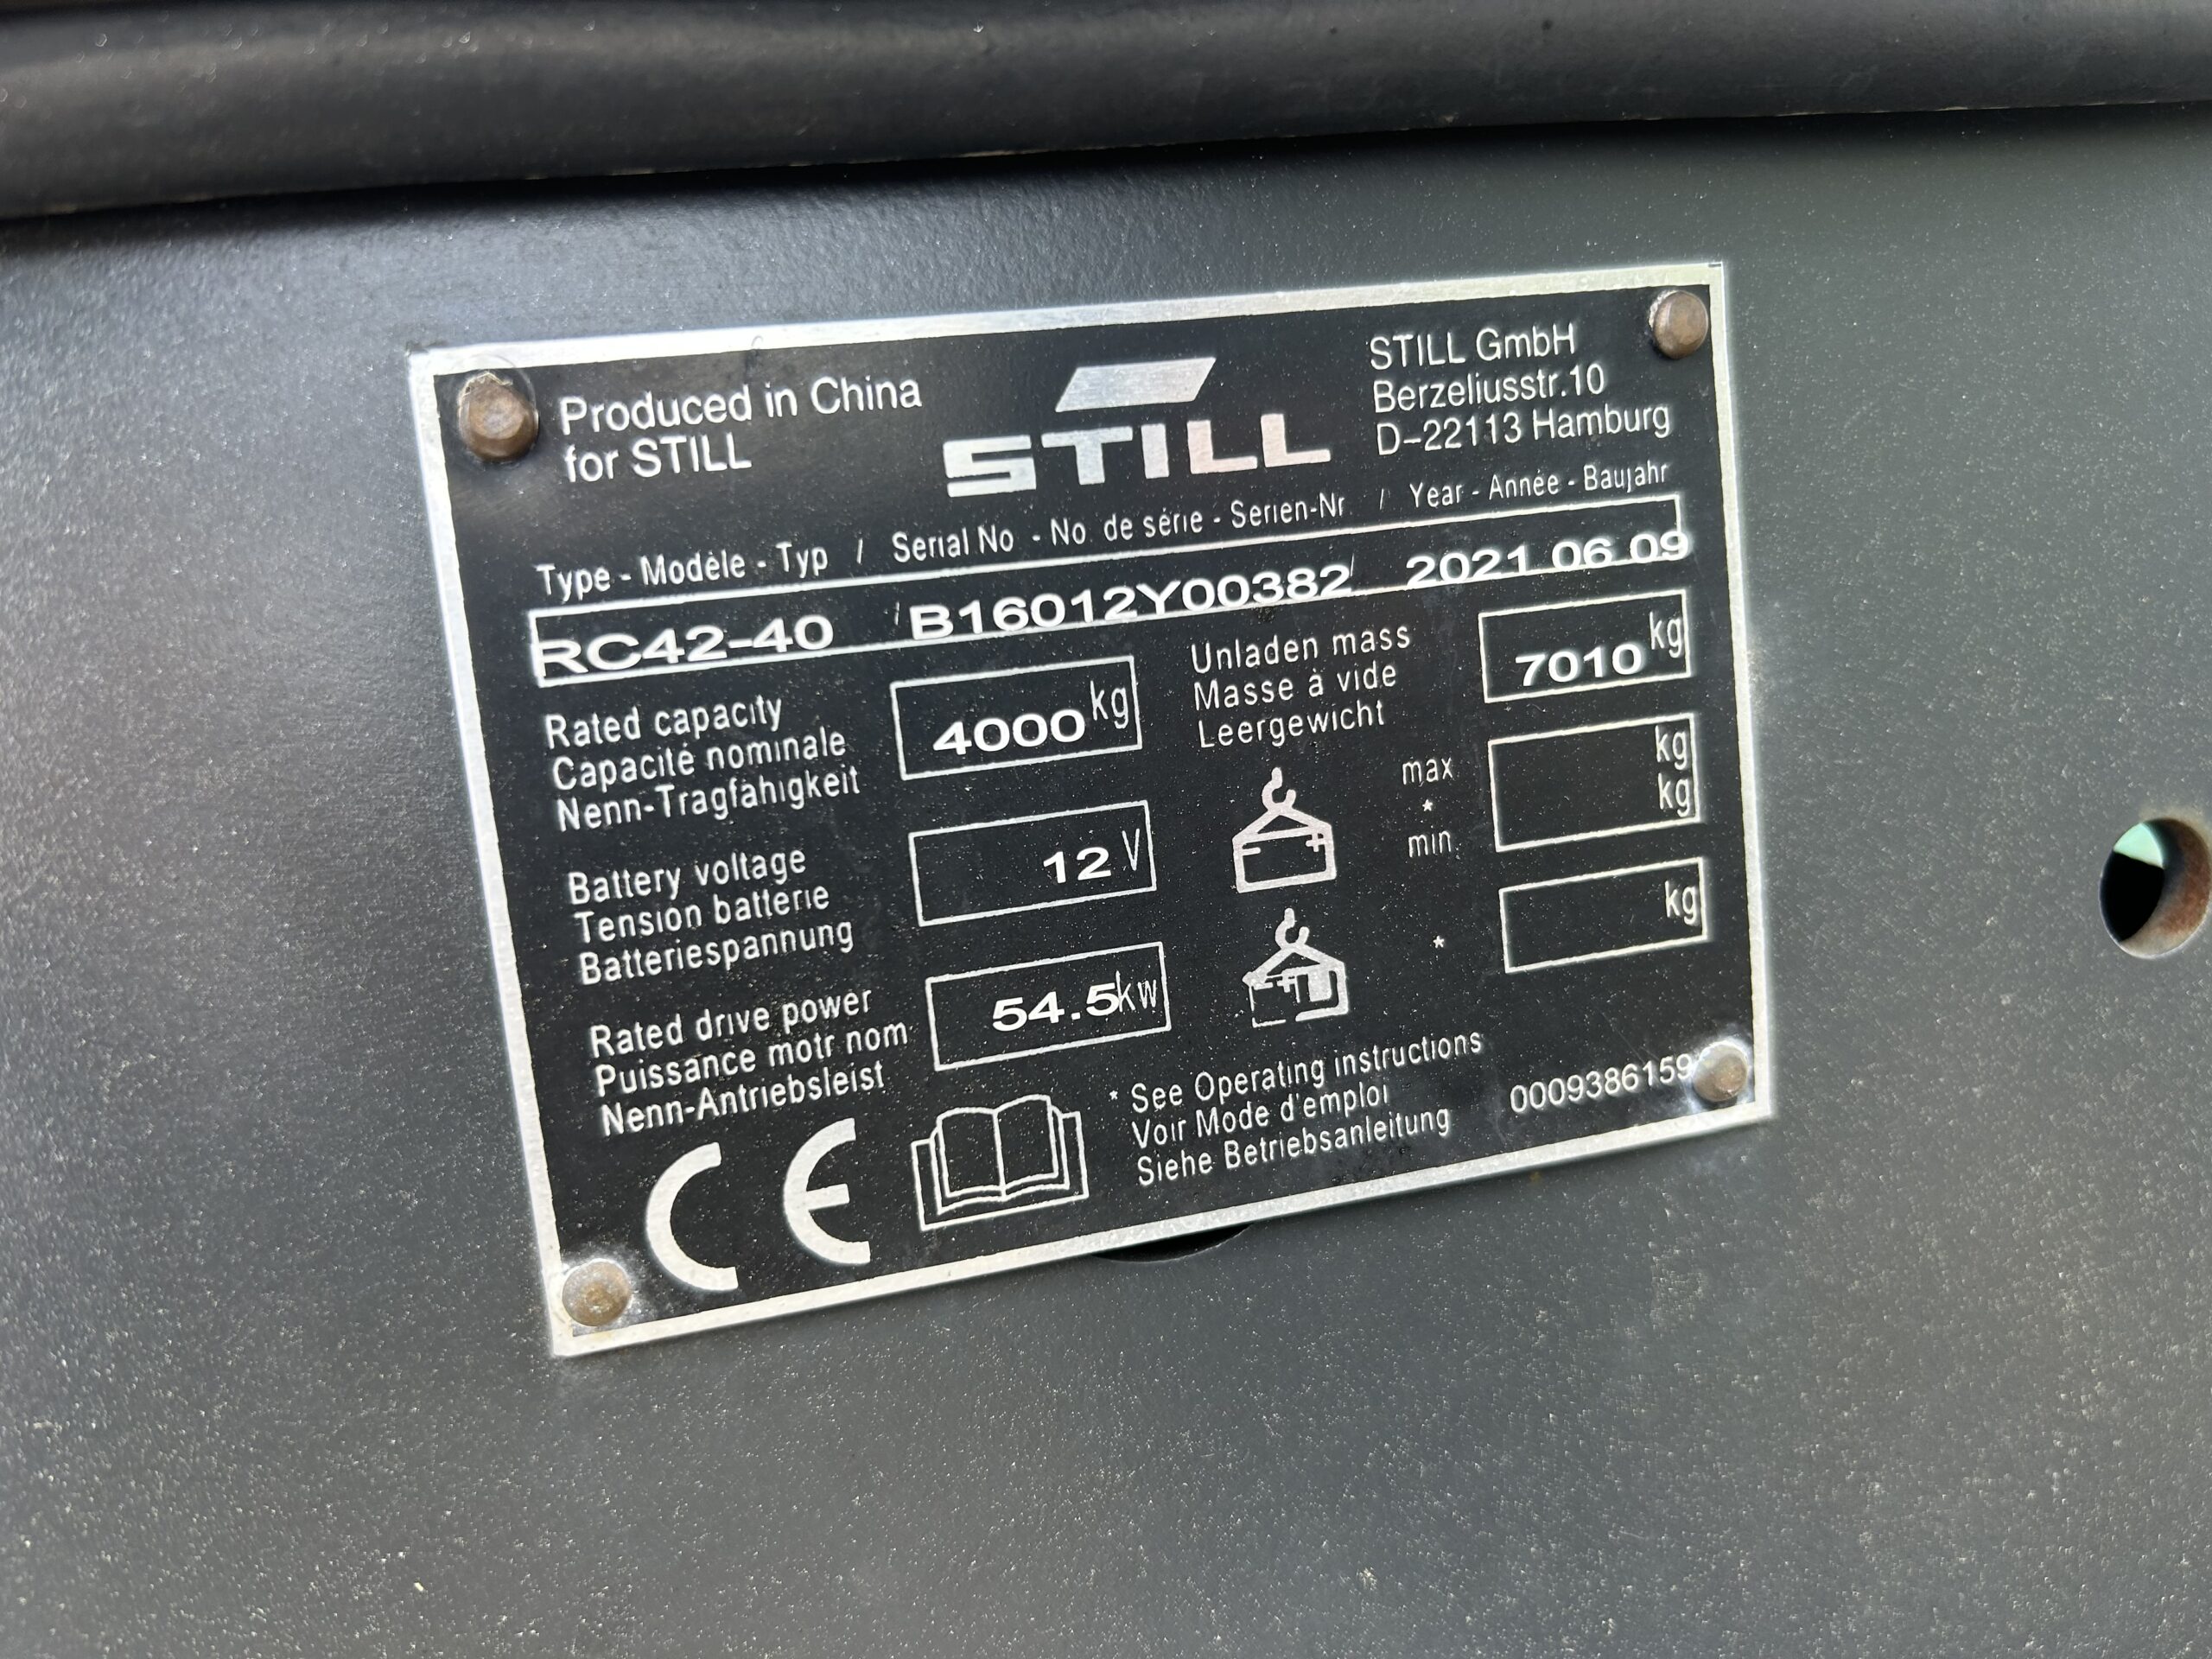 Produced in China
for STILL
STILL
STILL GmbH
Berzeliusstr.10
D-22113 Hamburg
Type - Modèle - Typ / Serial No - No. de série - Serien-Nr / Year - Année - Baujahr
RC42-40 / B16012Y00382 / 2021 06 09
Rated capacity
Capacité nominale
Nenn-Tragfähigkeit
4000 kg
Unladen mass
Masse à vide
Leergewicht
7010 kg
Battery voltage
Tension batterie
Batteriespannung
12 V
- +
max
*
min
kg
kg
Rated drive power
Puissance motr nom
Nenn-Antriebsleist
54.5 kw
- +
*
kg
CE
* See Operating instructions
Voir Mode d'emploi
Siehe Betriebsanleitung
0009386159